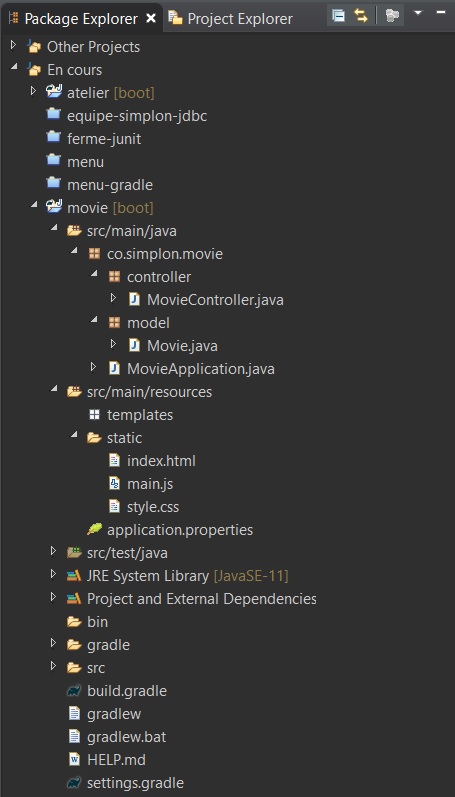 Package Explorer Project Explorer
Other Projects
En cours
atelier [boot]
equipe-simplon-jdbc
ferme-junit
menu
menu-gradle
movie [boot]
src/main/java
co.simplon.movie
controller
MovieController.java
model
Movie.java
MovieApplication.java
src/main/resources
templates
static
index.html
main.js
style.css
application.properties
src/test/java
JRE System Library [JavaSE-11]
Project and External Dependencies
bin
gradle
src
build.gradle
gradlew
gradlew.bat
HELP.md
settings.gradle